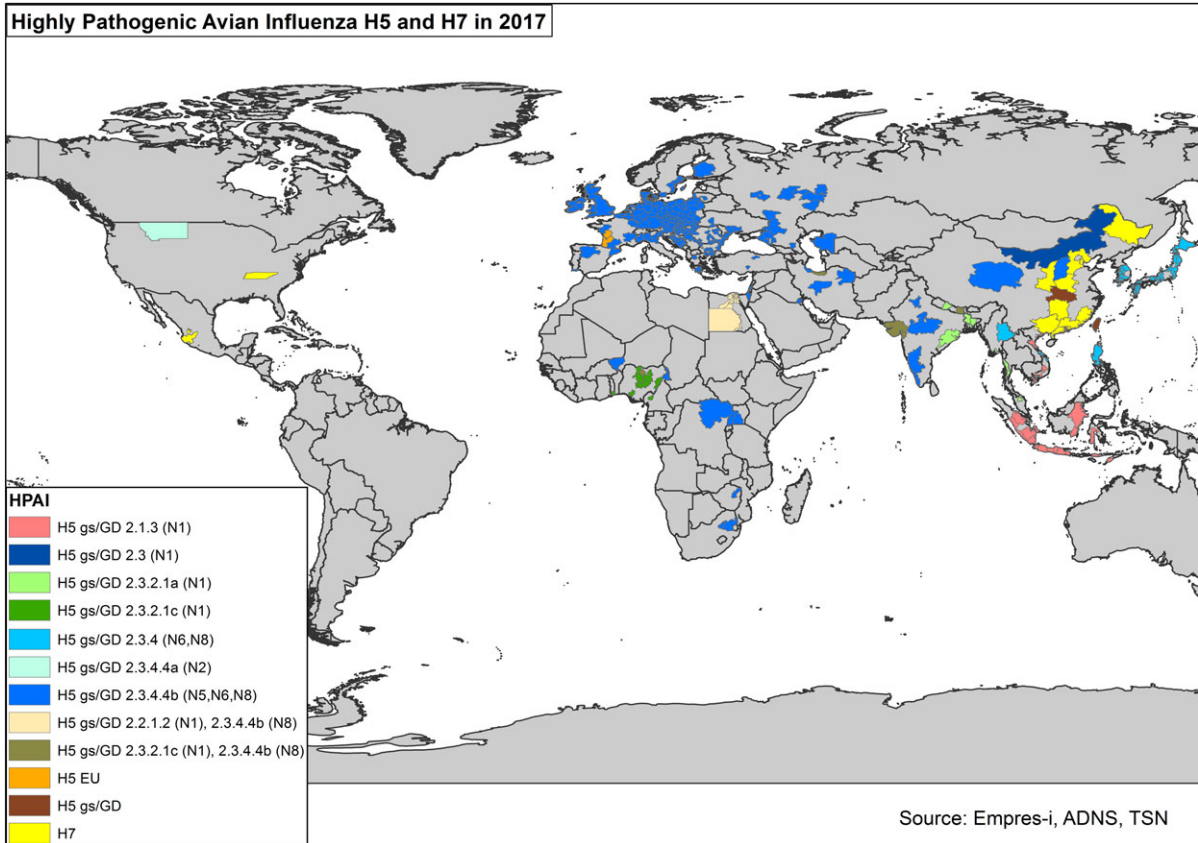 Highly Pathogenic Avian Influenza H5 and H7 in 2017
HPAI
H5 gs/GD 2.1.3 (N1)
H5 gs/GD 2.3 (N1)
H5 gs/GD 2.3.2.1a (N1)
H5 gs/GD 2.3.2.1c (N1)
H5 gs/GD 2.3.4 (N6,N8)
H5 gs/GD 2.3.4.4a (N2)
H5 gs/GD 2.3.4.4b (N5,N6,N8)
H5 gs/GD 2.2.1.2 (N1), 2.3.4.4b (N8)
H5 gs/GD 2.3.2.1c (N1), 2.3.4.4b (N8)
H5 EU
H5 gs/GD
H7
Source: Empres-i, ADNS, TSN